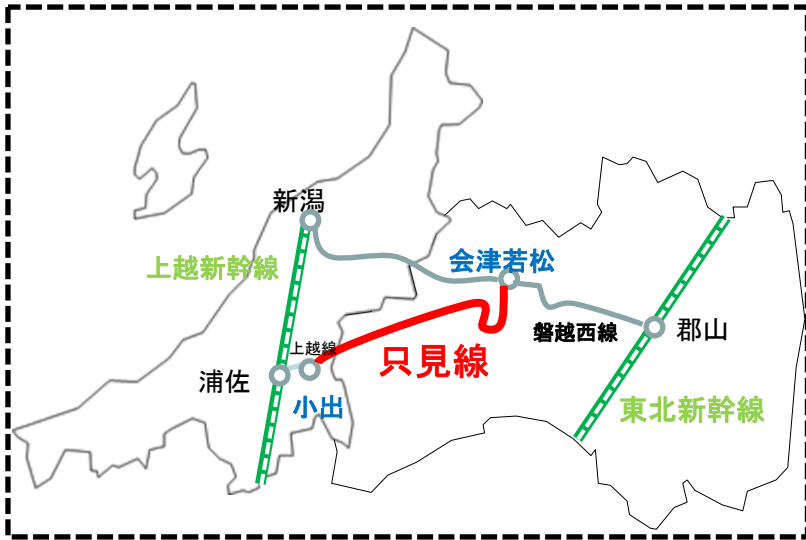 新潟
上越新幹線
会津若松
磐越西線
郡山
上越線
只見線
浦佐
小出
東北新幹線